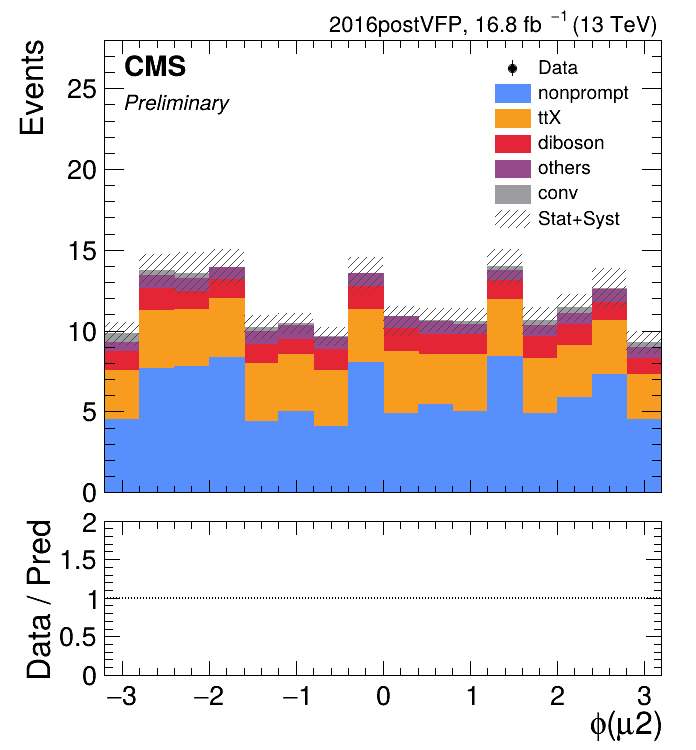 2016postVFP, 16.8 fb ⁻¹ (13 TeV)
CMS
Preliminary
Events
Data
nonprompt
ttX
diboson
others
conv
Stat+Syst
25
20
15
10
5
0
Data / Pred
2
1.5
1
0.5
0
−3 −2 −1 0 1 2 3
ϕ(μ2)